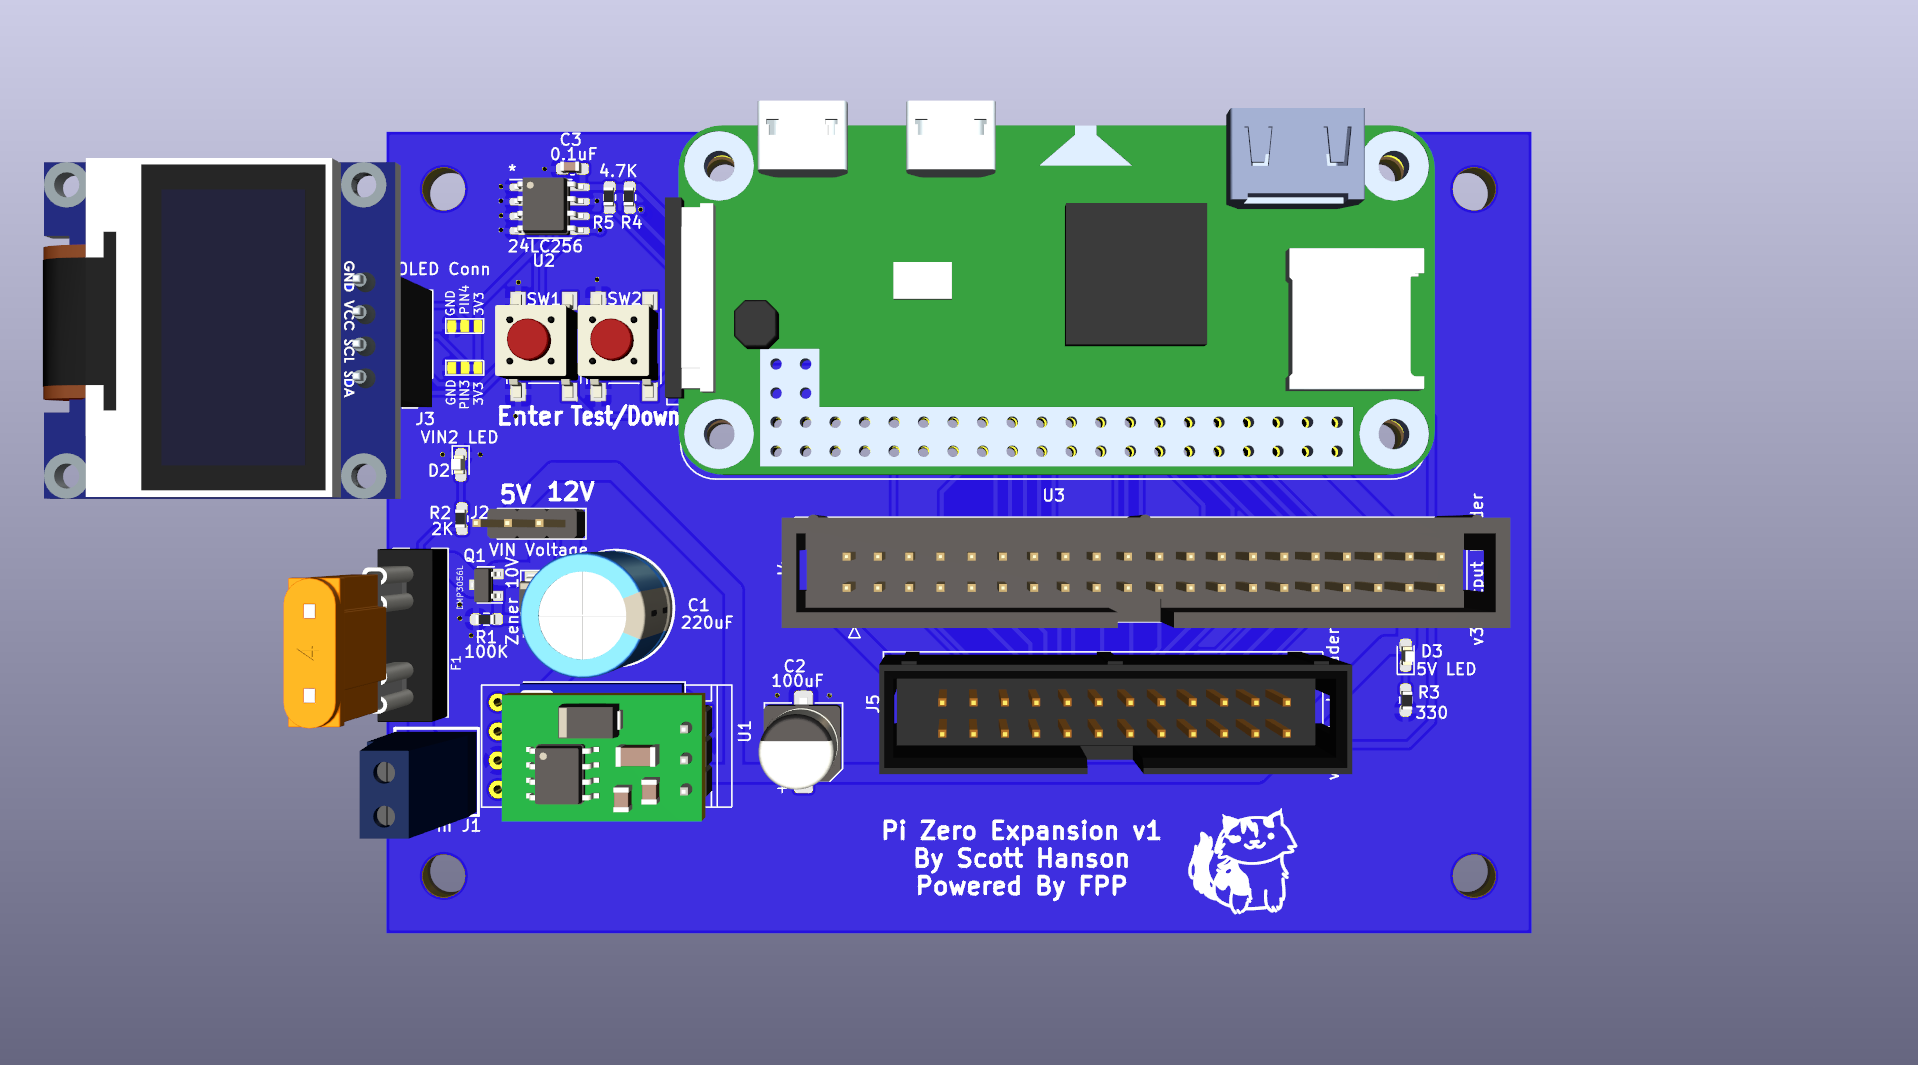 C3
0.1uF
*
4.7K
R5 R4
24LC256
U2
OLED Conn
GND
PIN4
3V3
SW1
SW2
GND VCC SCL SDA
GND
PIN3
3V3
J3
Enter Test/Down
VIN2 LED
D2
5V 12V
R2
2K
J2
VIN Voltage
U3
Q1
Zener 10V
R1
100K
F1
C1
220uF
C2
100uF
U1
J5
put
v3
D3
5V LED
R3
330
J1
Pi Zero Expansion v1
By Scott Hanson
Powered By FPP